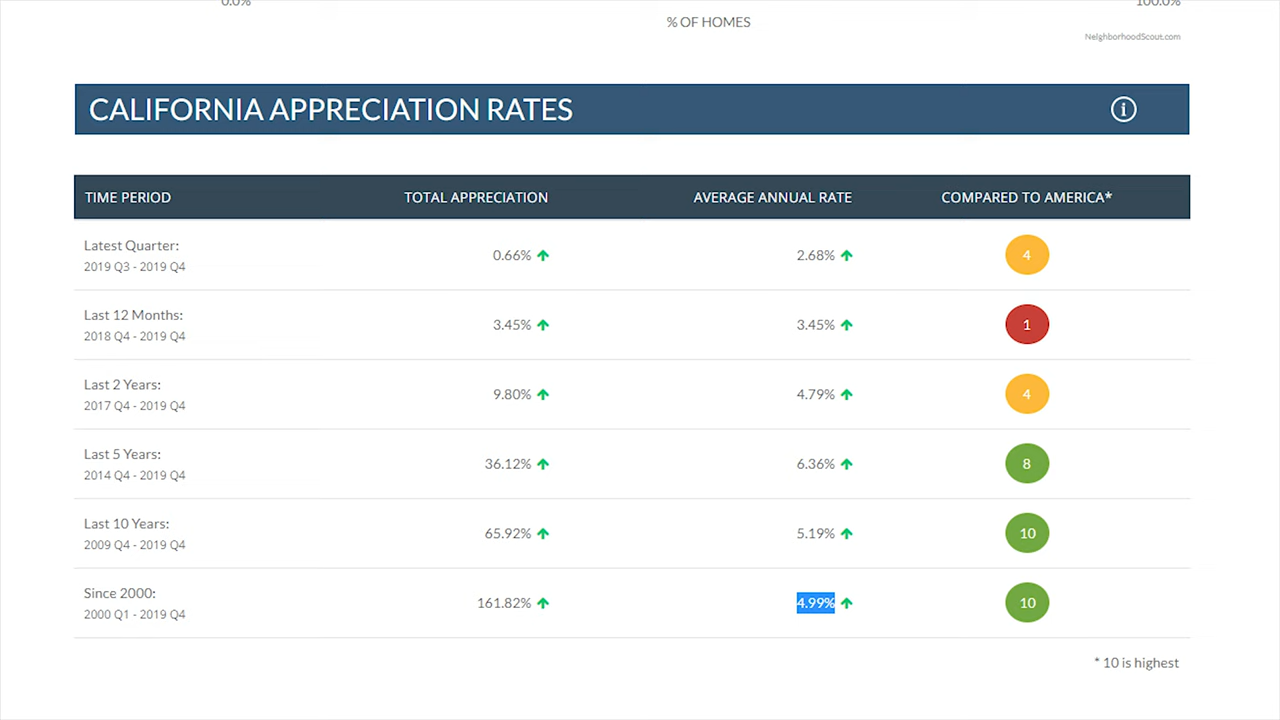 0.0%
100.0%
% OF HOMES
NeighborhoodScout.com
CALIFORNIA APPRECIATION RATES
TIME PERIOD TOTAL APPRECIATION AVERAGE ANNUAL RATE COMPARED TO AMERICA*
Latest Quarter:
2019 Q3 - 2019 Q4
0.66% 2.68% 4
Last 12 Months:
2018 Q4 - 2019 Q4
3.45% 3.45% 1
Last 2 Years:
2017 Q4 - 2019 Q4
9.80% 4.79% 4
Last 5 Years:
2014 Q4 - 2019 Q4
36.12% 6.36% 8
Last 10 Years:
2009 Q4 - 2019 Q4
65.92% 5.19% 10
Since 2000:
2000 Q1 - 2019 Q4
161.82% 4.99% 10
* 10 is highest